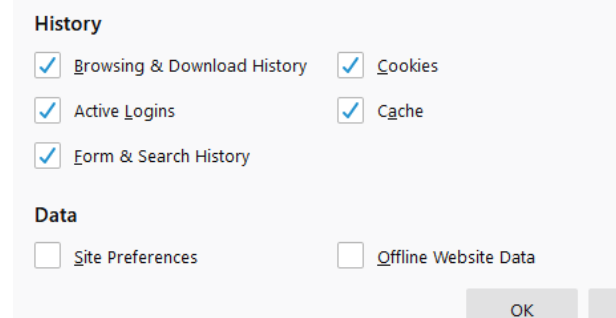 History
Browsing & Download History
Cookies
Active Logins
Cache
Form & Search History
Data
Site Preferences
Offline Website Data
OK